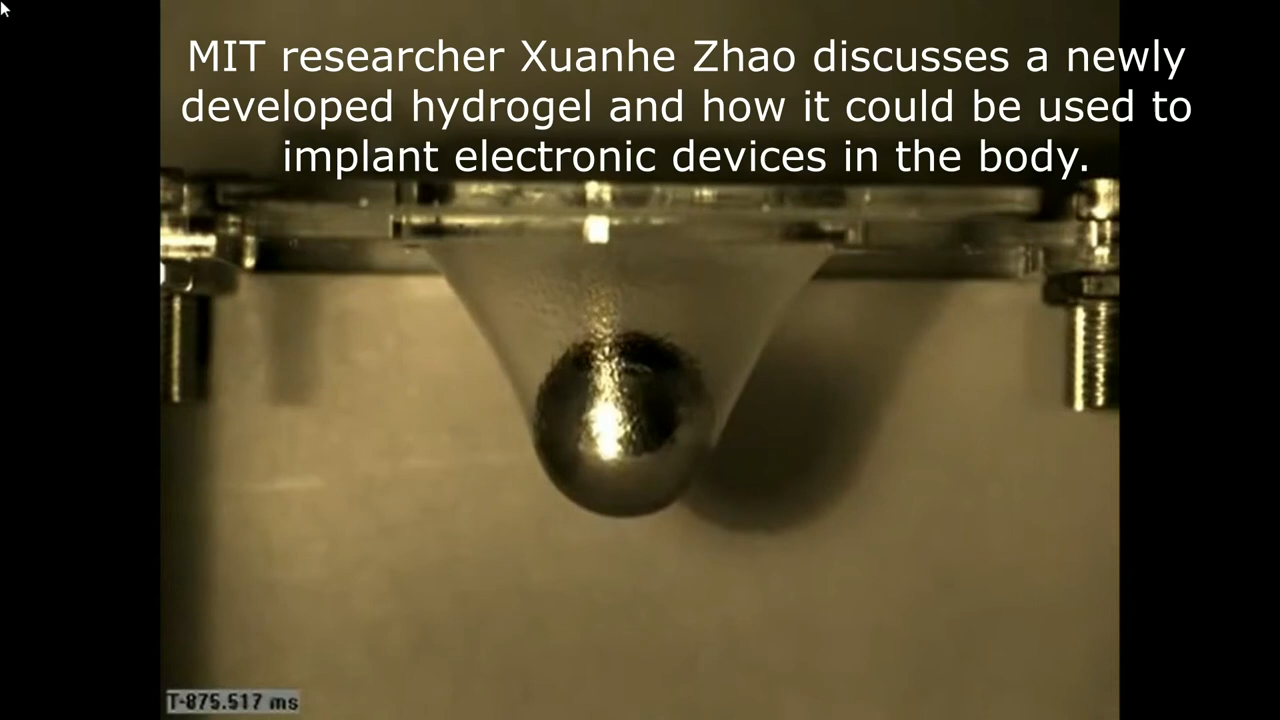 MIT researcher Xuanhe Zhao discusses a newly
developed hydrogel and how it could be used to
implant electronic devices in the body.
T-875.517 ms